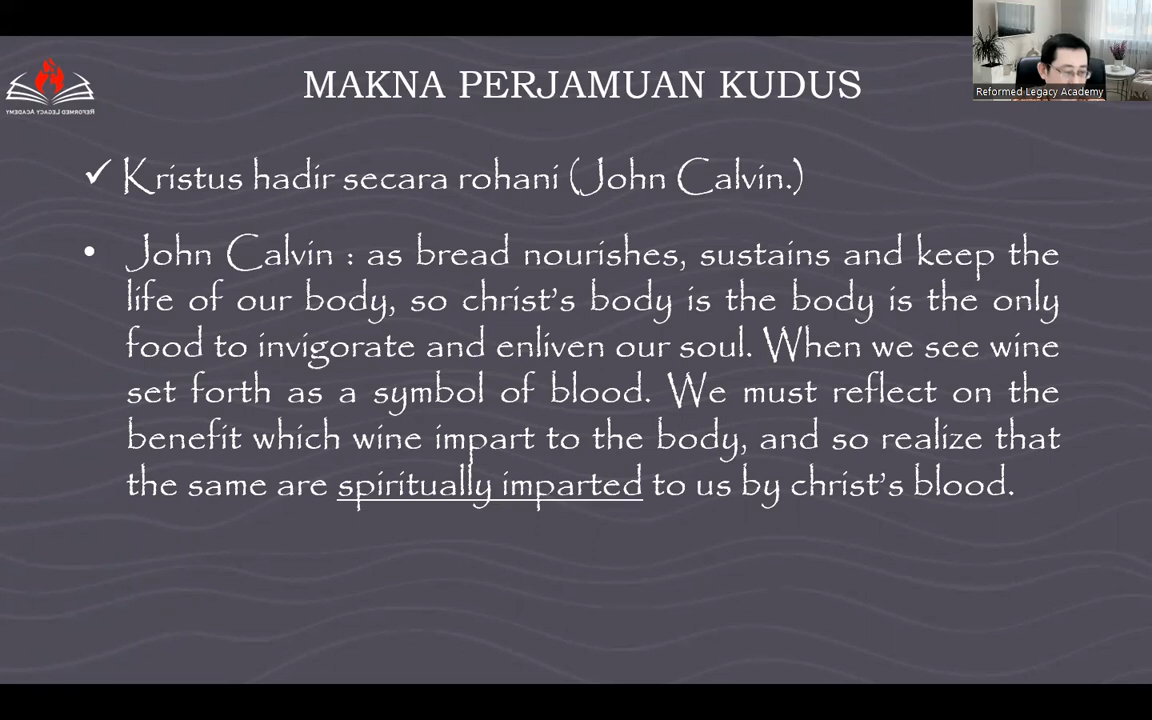 MAKNA PERJAMUAN KUDUS
Reformed Legacy Academy
REFORMED LEGACY ACADEMY
✓ Kristus hadir secara rohani (John Calvin.)
• John Calvin : as bread nourishes, sustains and keep the
life of our body, so christ's body is the body is the only
food to invigorate and enliven our soul. When we see wine
set forth as a symbol of blood. We must reflect on the
benefit which wine impart to the body, and so realize that
the same are spiritually imparted to us by christ's blood.